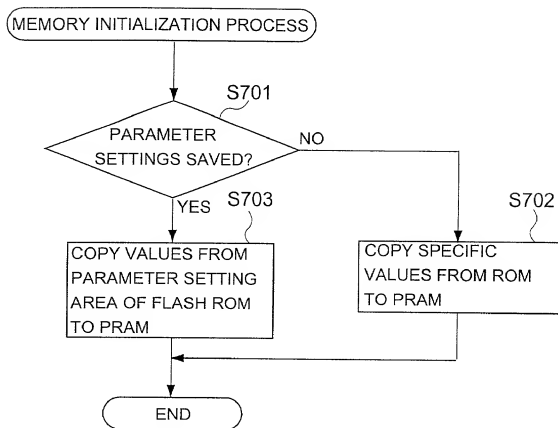 MEMORY INITIALIZATION PROCESS
S701
PARAMETER
SETTINGS SAVED?
NO
YES
S703
S702
COPY VALUES FROM
PARAMETER SETTING
AREA OF FLASH ROM
TO PRAM
COPY SPECIFIC
VALUES FROM ROM
TO PRAM
END